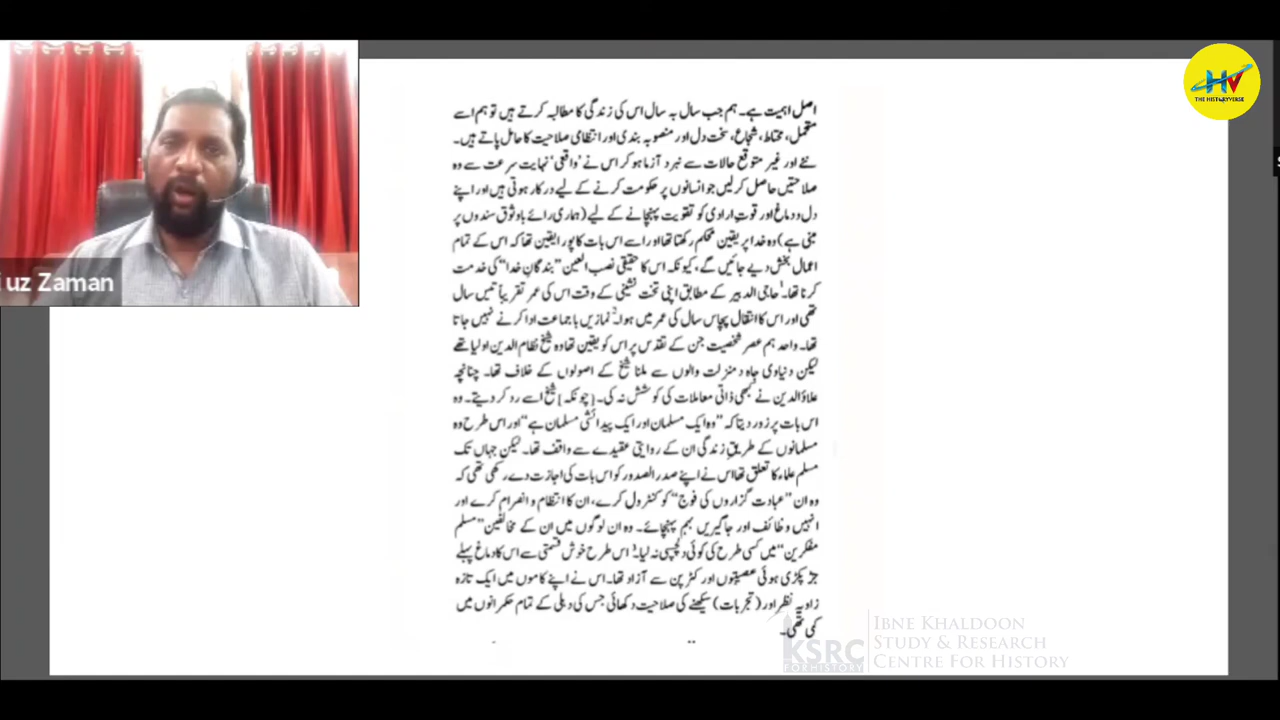 THE HISTORYVERSE
i uz Zaman
اصل اہمیت ہے۔ ہم جب سال بہ سال اس کی زندگی کا مطالبہ کرتے ہیں تو ہم اسے
متحمل، محتاط، شجاع، سخت دل اور منصوبہ بندی اور انتظامی صلاحیت کا حامل پاتے ہیں۔
نئے اور غیر متوقع حالات سے نبرد آزما ہو کر اس نے ’واقعی‘ نہایت سرعت سے وہ
صلاحتیں حاصل کرلیں جو انسانوں پر حکومت کرنے کے لیے درکار ہوتی ہیں اور اپنے
دل و دماغ اور قوتِ ارادی کو تقویت پہنچانے کے لیے (ہماری رائے باوثوق سندوں پر
مبنی ہے) وہ خدا پر یقین محکم رکھتا تھا اور اسے اس بات کا پورا یقین تھا کہ اس کے تمام
اعمال بخش دیے جائیں گے، کیونکہ اس کا حقیقی نصب العین ”بندگانِ خدا“ کی خدمت
کرنا تھا۔¹ حاجی الدبیر کے مطابق اپنی تخت نشینی کے وقت اس کی عمر تقریباً تیس سال
تھی اور اس کا انتقال پچاس سال کی عمر میں ہوا۔² نمازیں باجماعت ادا کرنے نہیں جاتا
تھا۔ واحد ہم عصر شخصیت جن کے تقدس پر اس کو یقین تھا وہ شیخ نظام الدین اولیا تھے
لیکن دنیاوی جاہ و منزلت والوں سے ملنا شیخ کے اصولوں کے خلاف تھا۔ چنانچہ
علاؤالدین نے کبھی ذاتی معاملات کی کوشش نہ کی۔ [چونکہ] شیخ اسے رد کر دیتے۔ وہ
اس بات پر زور دیتا کہ ”وہ ایک مسلمان اور ایک پیدائشی مسلمان ہے“ اور اس طرح وہ
مسلمانوں کے طریقِ زندگی ان کے روایتی عقیدے سے واقف تھا۔ لیکن جہاں تک
مسلم علماء کا تعلق تھا اس نے اپنے صدر الصدور کو اس بات کی اجازت دے رکھی تھی کہ
وہ ان ”عبادت گزاروں کی فوج“ کو کنٹرول کرے، ان کا انتظام و انصرام کرے اور
انہیں وظائف اور جاگیریں بہم پہنچائے۔ وہ ان لوگوں میں ان کے مخالفین ”مسلم
مفکرین“ میں کسی طرح کی کوئی دلچسپی نہ لیا۔³ اس طرح خوش قسمتی سے اس کا دماغ پہلے
جڑ پکڑی ہوئی عصبیتوں اور کٹرپن سے آزاد تھا۔ اس نے اپنے کاموں میں ایک تازہ
زاویہ نظر اور (تجربات) سیکھنے کی صلاحیت دکھائی جس کی دہلی کے تمام حکمرانوں میں
کمی تھی۔
KSRC
FOR HISTORY
IBNE KHALDOON
STUDY & RESEARCH
CENTRE FOR HISTORY